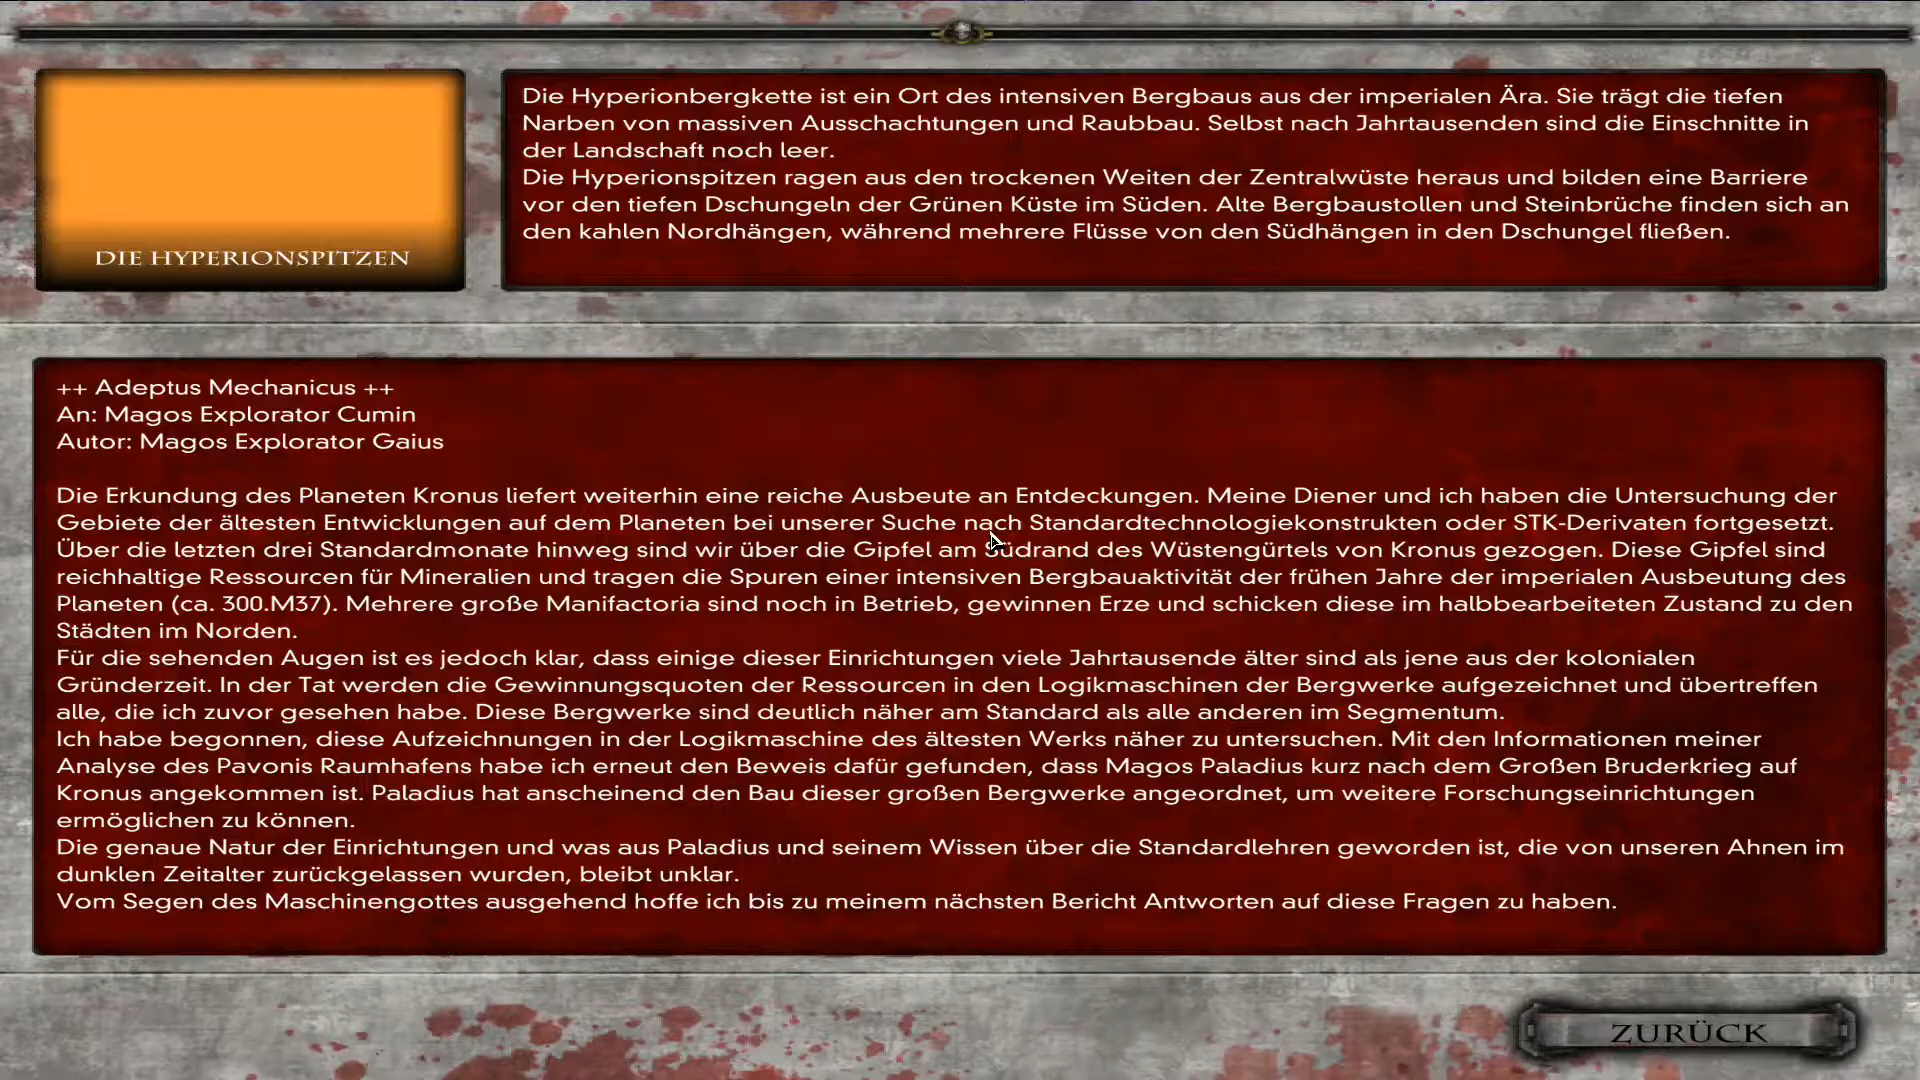 DIE HYPERIONSPITZEN
Die Hyperionbergkette ist ein Ort des intensiven Bergbaus aus der imperialen Ära. Sie trägt die tiefen
Narben von massiven Ausschachtungen und Raubbau. Selbst nach Jahrtausenden sind die Einschnitte in
der Landschaft noch leer.
Die Hyperionspitzen ragen aus den trockenen Weiten der Zentralwüste heraus und bilden eine Barriere
vor den tiefen Dschungeln der Grünen Küste im Süden. Alte Bergbaustollen und Steinbrüche finden sich an
den kahlen Nordhängen, während mehrere Flüsse von den Südhängen in den Dschungel fließen.
++ Adeptus Mechanicus ++
An: Magos Explorator Cumin
Autor: Magos Explorator Gaius
Die Erkundung des Planeten Kronus liefert weiterhin eine reiche Ausbeute an Entdeckungen. Meine Diener und ich haben die Untersuchung der
Gebiete der ältesten Entwicklungen auf dem Planeten bei unserer Suche nach Standardtechnologiekonstrukten oder STK-Derivaten fortgesetzt.
Über die letzten drei Standardmonate hinweg sind wir über die Gipfel am Südrand des Wüstengürtels von Kronus gezogen. Diese Gipfel sind
reichhaltige Ressourcen für Mineralien und tragen die Spuren einer intensiven Bergbauaktivität der frühen Jahre der imperialen Ausbeutung des
Planeten (ca. 300.M37). Mehrere große Manifactoria sind noch in Betrieb, gewinnen Erze und schicken diese im halbbearbeiteten Zustand zu den
Städten im Norden.
Für die sehenden Augen ist es jedoch klar, dass einige dieser Einrichtungen viele Jahrtausende älter sind als jene aus der kolonialen
Gründerzeit. In der Tat werden die Gewinnungsquoten der Ressourcen in den Logikmaschinen der Bergwerke aufgezeichnet und übertreffen
alle, die ich zuvor gesehen habe. Diese Bergwerke sind deutlich näher am Standard als alle anderen im Segmentum.
Ich habe begonnen, diese Aufzeichnungen in der Logikmaschine des ältesten Werks näher zu untersuchen. Mit den Informationen meiner
Analyse des Pavonis Raumhafens habe ich erneut den Beweis dafür gefunden, dass Magos Paladius kurz nach dem Großen Bruderkrieg auf
Kronus angekommen ist. Paladius hat anscheinend den Bau dieser großen Bergwerke angeordnet, um weitere Forschungseinrichtungen
ermöglichen zu können.
Die genaue Natur der Einrichtungen und was aus Paladius und seinem Wissen über die Standardlehren geworden ist, die von unseren Ahnen im
dunklen Zeitalter zurückgelassen wurden, bleibt unklar.
Vom Segen des Maschinengottes ausgehend hoffe ich bis zu meinem nächsten Bericht Antworten auf diese Fragen zu haben.
ZURÜCK